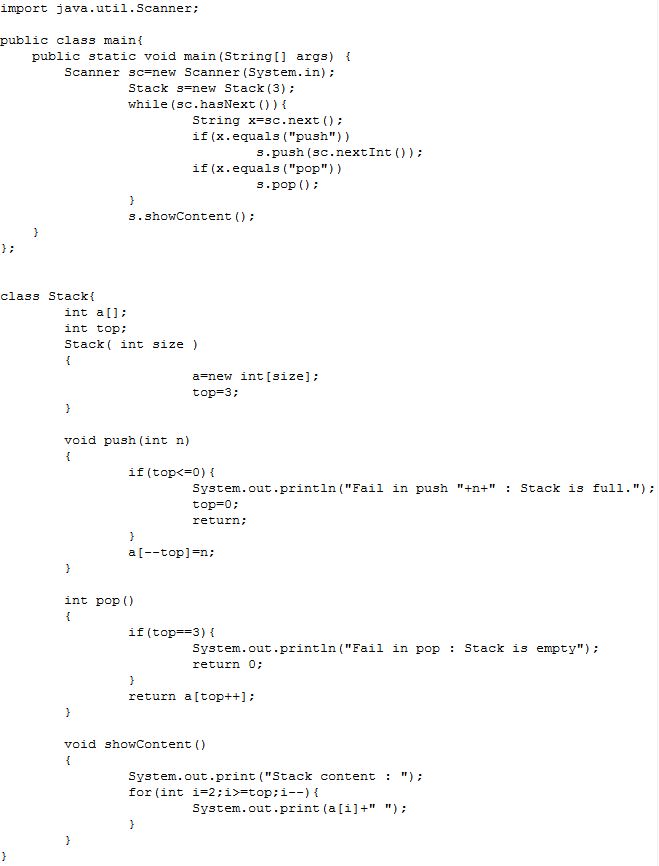 import java.util.Scanner;
public class main{
public static void main(String[] args) {
Scanner sc=new Scanner(System.in);
Stack s=new Stack(3);
while(sc.hasNext()){
String x=sc.next();
if(x.equals("push"))
s.push(sc.nextInt());
if(x.equals("pop"))
s.pop();
}
s.showContent();
}
};
class Stack{
int a[];
int top;
Stack( int size )
{
a=new int[size];
top=3;
}
void push(int n)
{
if(top<=0){
System.out.println("Fail in push "+n+" : Stack is full.");
top=0;
return;
}
a[--top]=n;
}
int pop()
{
if(top==3){
System.out.println("Fail in pop : Stack is empty");
return 0;
}
return a[top++];
}
void showContent()
{
System.out.print("Stack content : ");
for(int i=2;i>=top;i--){
System.out.print(a[i]+" ");
}
}
}